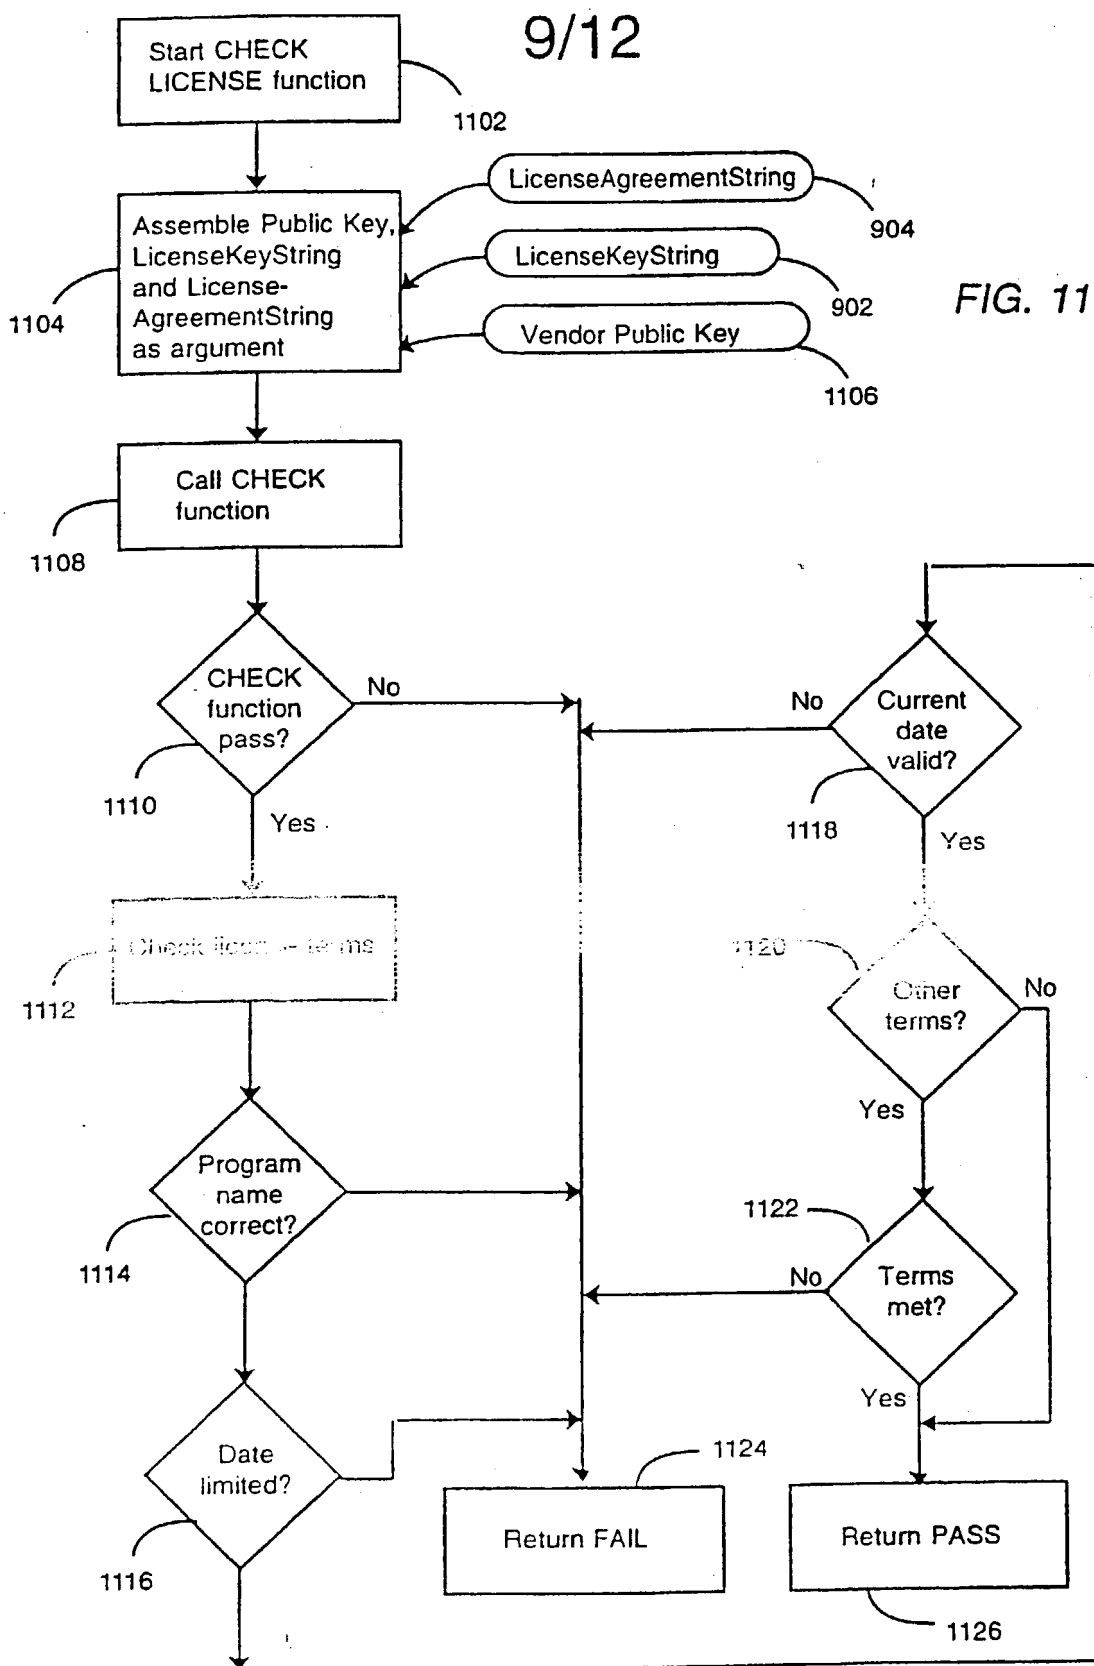 9/12
Start CHECK
LICENSE function
1102
LicenseAgreementString
904
Assemble Public Key,
LicenseKeyString
and License-
AgreementString
as argument
1104
LicenseKeyString
902
Vendor Public Key
1106
FIG. 11
Call CHECK
function
1108
CHECK
function
pass?
No
1110
Yes
No
Current
date
valid?
1118
Yes
Check terms
1112
1120
Other
terms?
No
Yes
Program
name
correct?
1114
1122
No
Terms
met?
Yes
Date
limited?
1116
1124
Return FAIL
Return PASS
1126